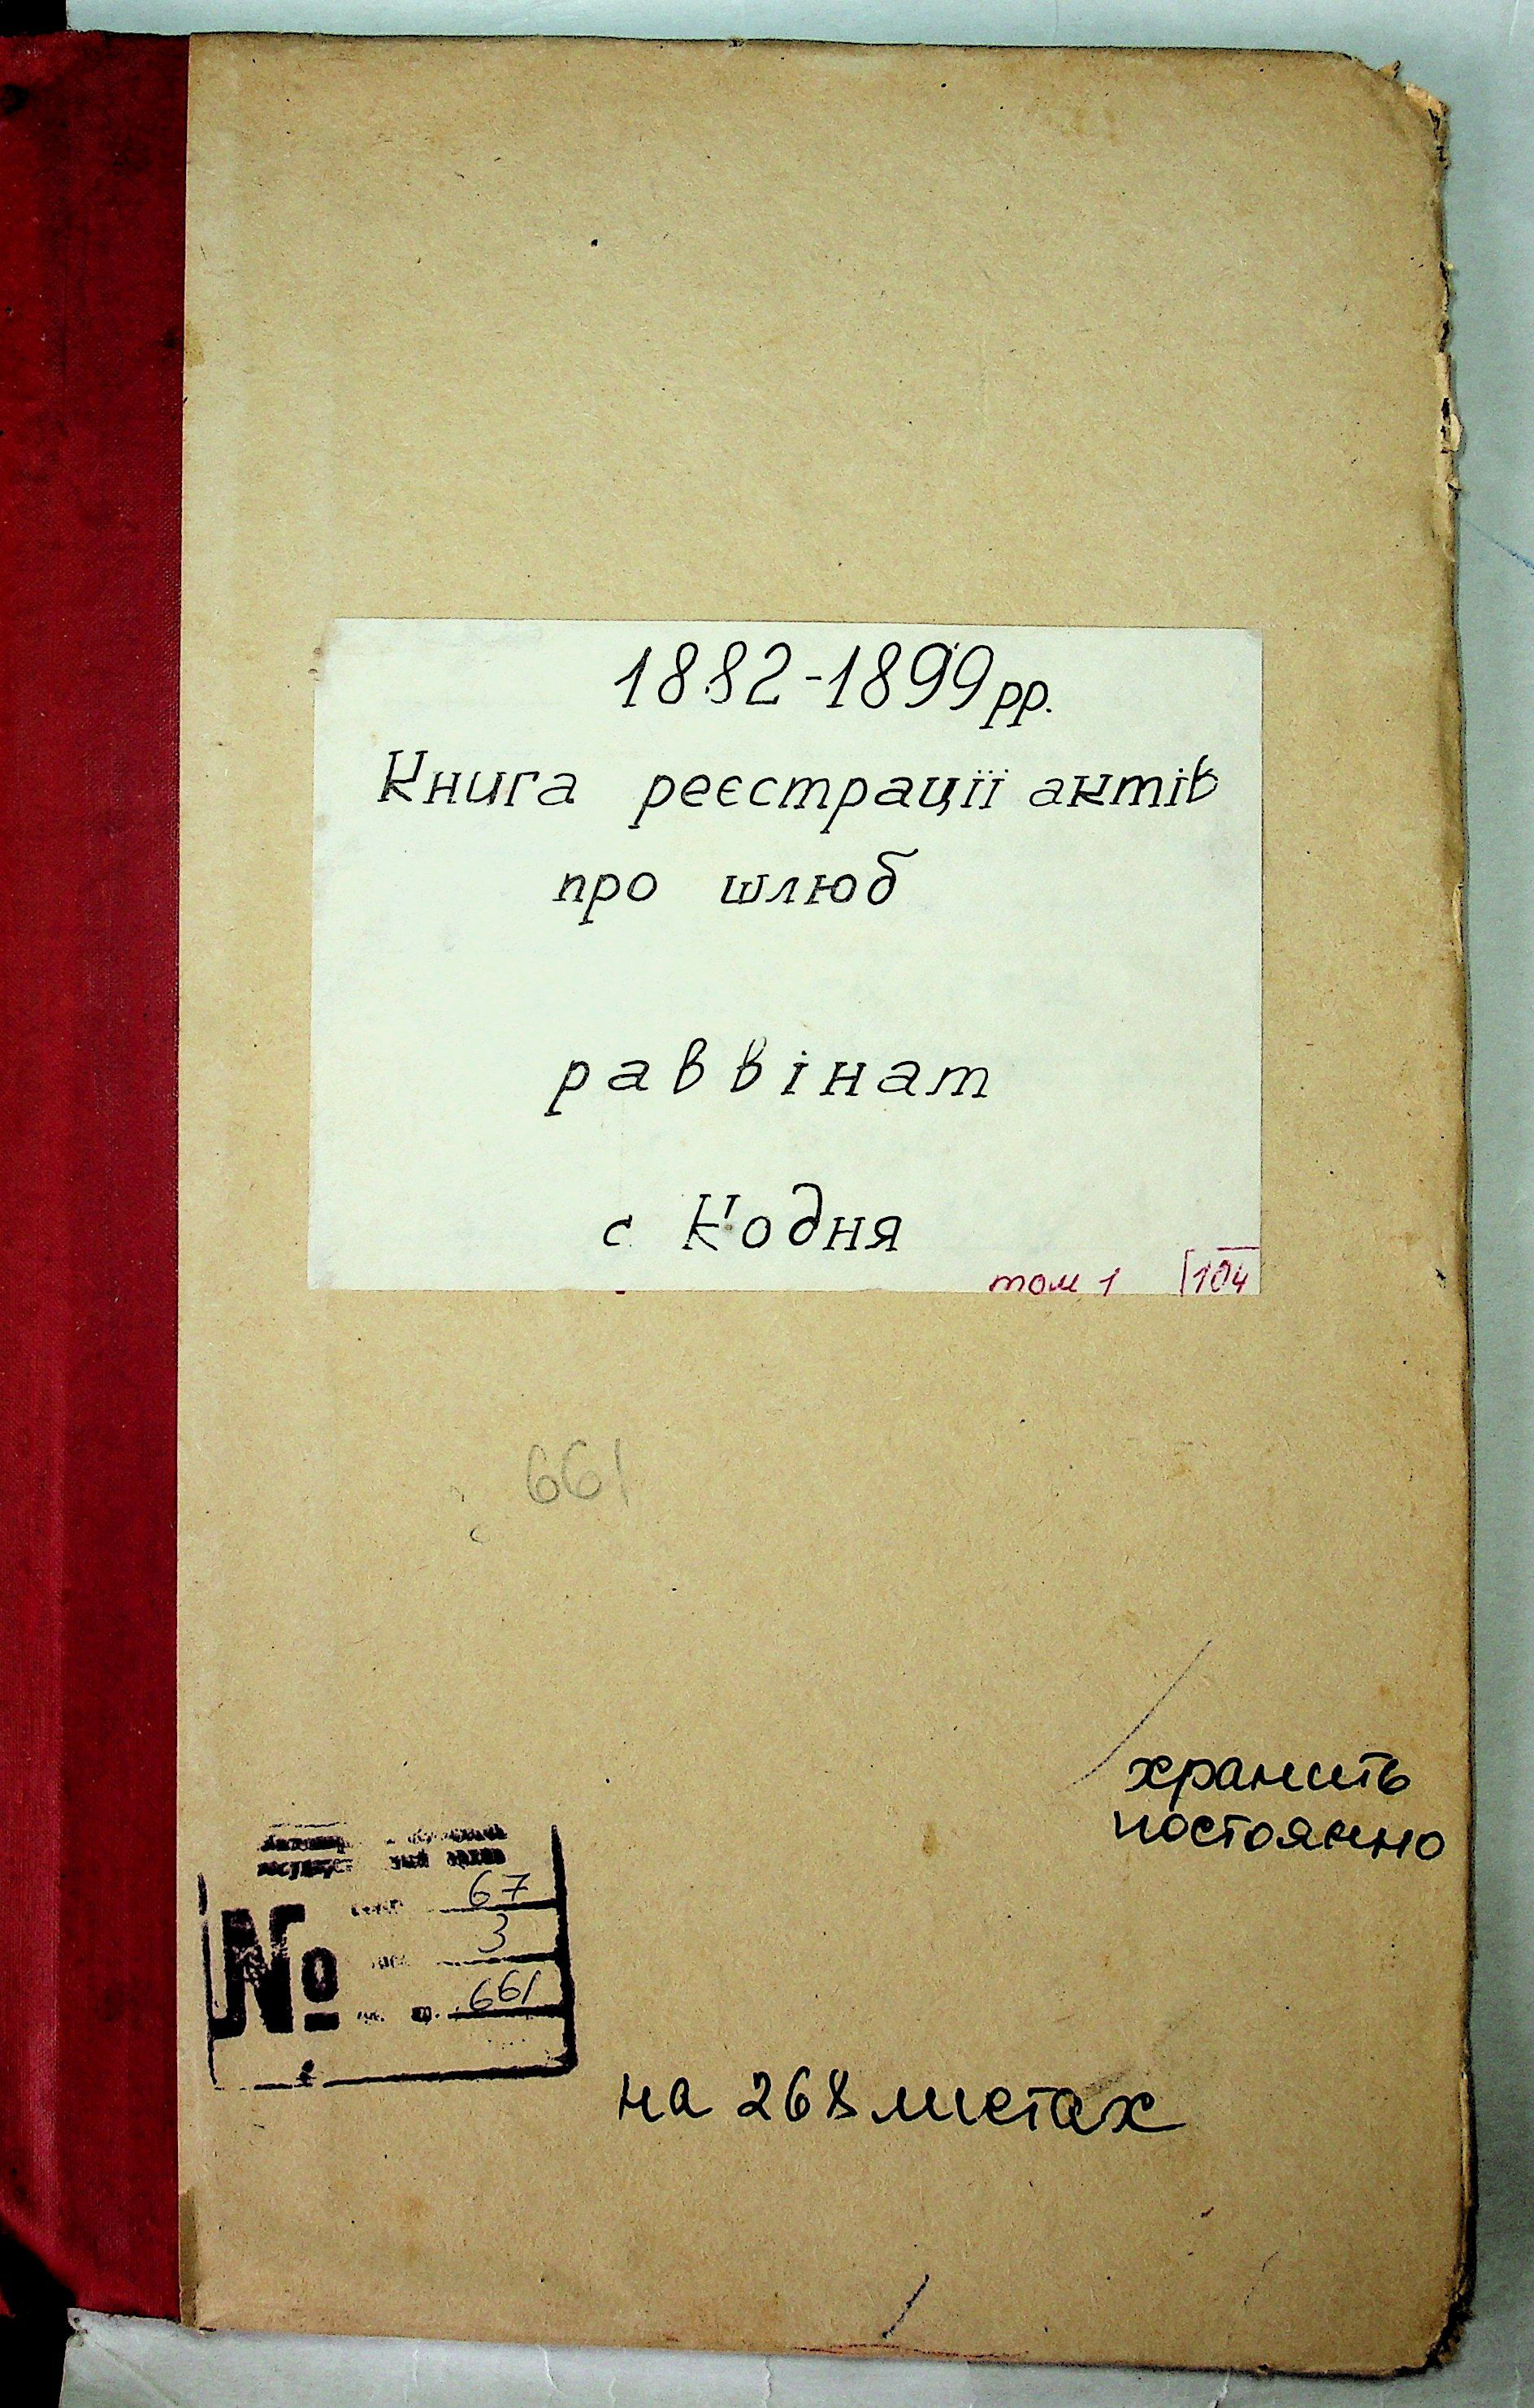 1882-1899 рр.
Книга реєстрації актів
про шлюб
раввінат
с Кодня
том 1 104
661
хранить
постоянно
67
3
№
661
на 268 листах